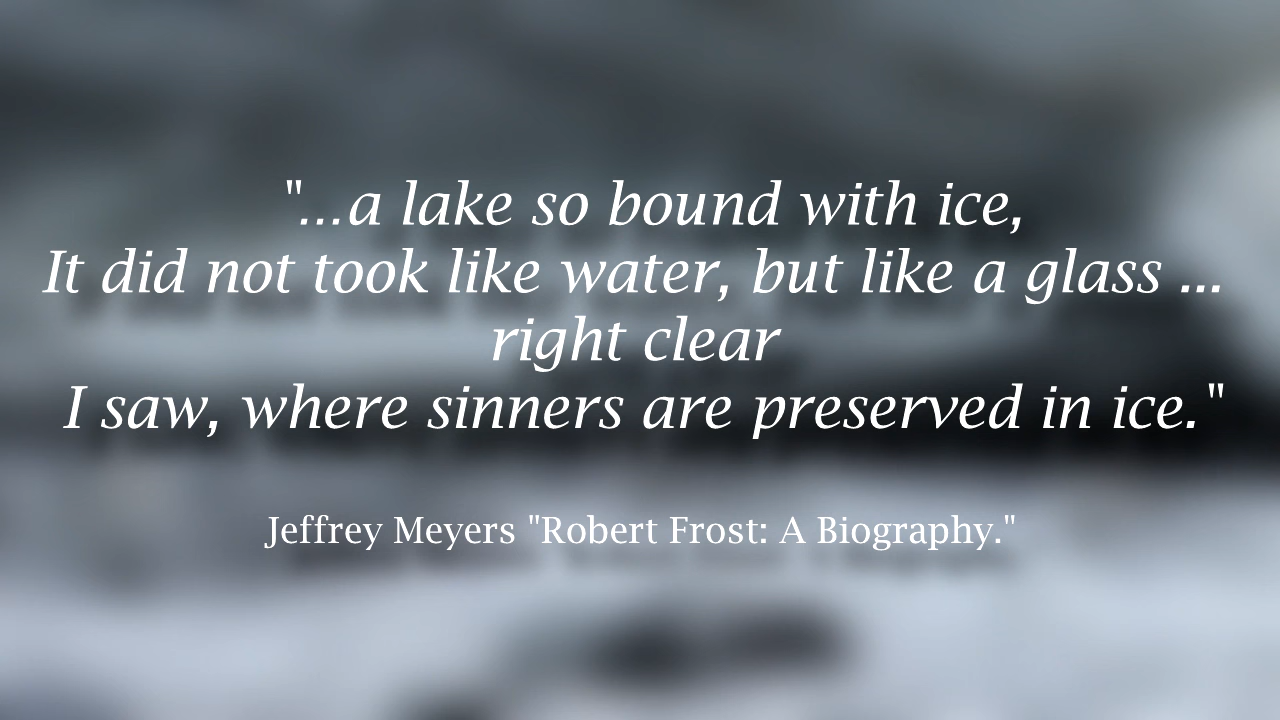 "...a lake so bound with ice,
It did not took like water, but like a glass ...
right clear
I saw, where sinners are preserved in ice."
Jeffrey Meyers "Robert Frost: A Biography."